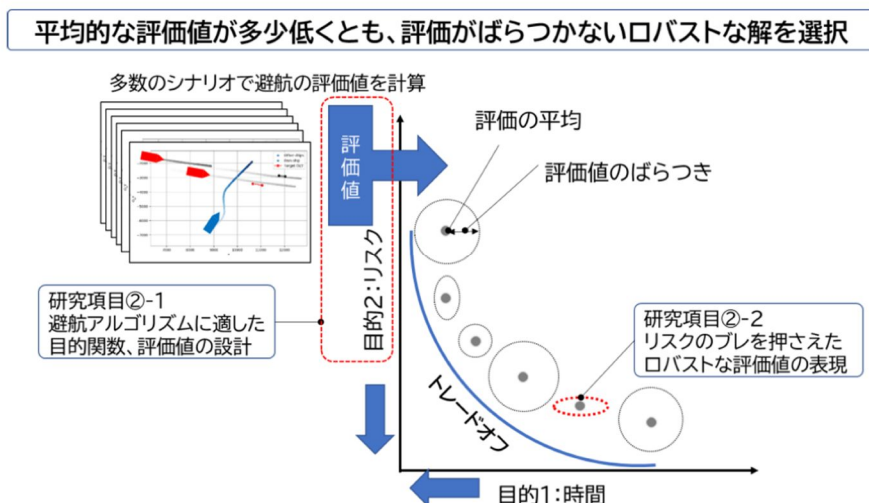 平均的な評価値が多少低くとも、評価がばらつかないロバストな解を選択
多数のシナリオで避航の評価値を計算
評価値
評価の平均
評価値のばらつき
目的2：リスク
研究項目②-1
避航アルゴリズムに適した
目的関数、評価値の設計
研究項目②-2
リスクのブレを押さえた
ロバストな評価値の表現
トレードオフ
目的1：時間